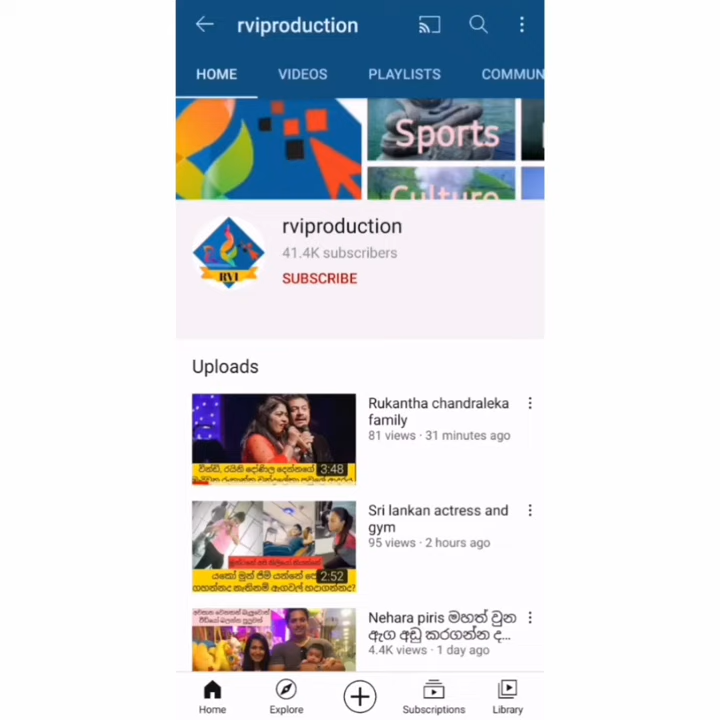 rviproduction
HOME VIDEOS PLAYLISTS COMMUN
Sports
Culture
rviproduction
41.4K subscribers
SUBSCRIBE
RVI
Uploads
Rukantha chandraleka
family
81 views · 31 minutes ago
3:48
Sri lankan actress and
gym
95 views · 2 hours ago
2:52
Nehara piris මහත් වුන
ඇග අඩු කරගන්න ද...
4.4K views · 1 day ago
Home Explore Subscriptions Library